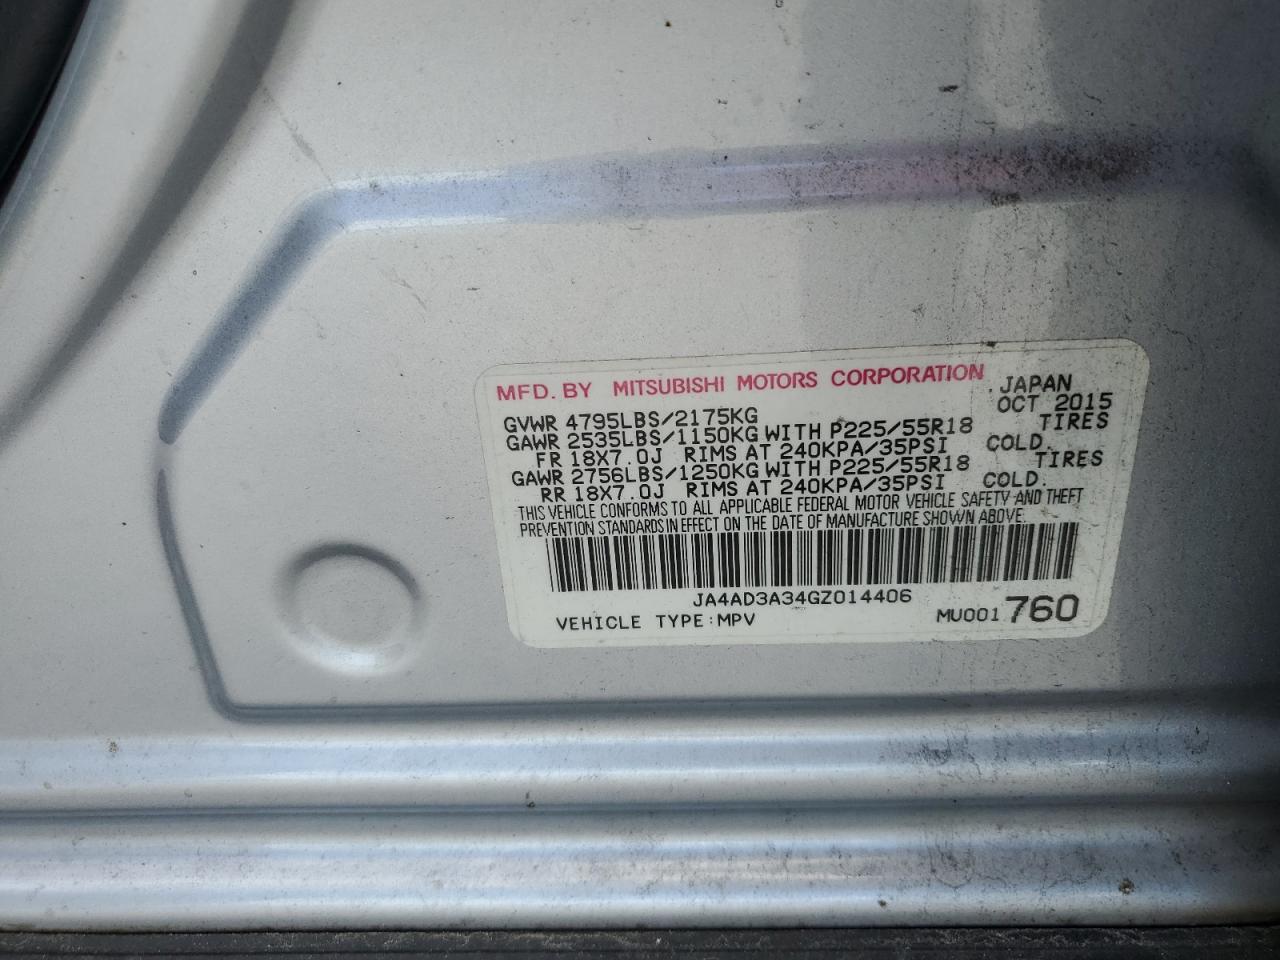 MFD. BY MITSUBISHI MOTORS CORPORATION JAPAN
OCT 2015
GVWR 4795LBS/2175KG
GAWR 2535LBS/1150KG WITH P225/55R18 TIRES
FR 18X7.0J RIMS AT 240KPA/35PSI COLD.
GAWR 2756LBS/1250KG WITH P225/55R18 TIRES
RR 18X7.0J RIMS AT 240KPA/35PSI COLD.
THIS VEHICLE CONFORMS TO ALL APPLICABLE FEDERAL MOTOR VEHICLE SAFETY AND THEFT
PREVENTION STANDARDS IN EFFECT ON THE DATE OF MANUFACTURE SHOWN ABOVE.
JA4AD3A34GZ014406
VEHICLE TYPE:MPV MU001 760